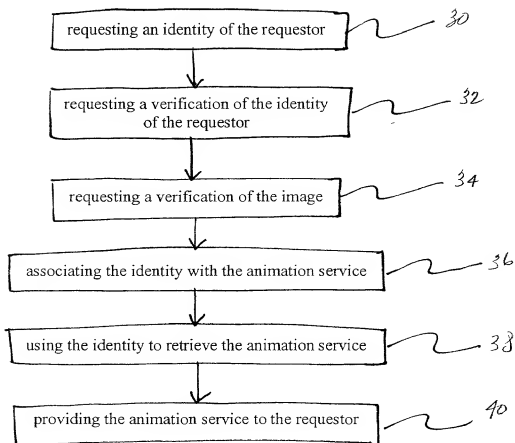 requesting an identity of the requestor 30
requesting a verification of the identity 32
of the requestor
requesting a verification of the image 34
associating the identity with the animation service 36
using the identity to retrieve the animation service 38
providing the animation service to the requestor 40